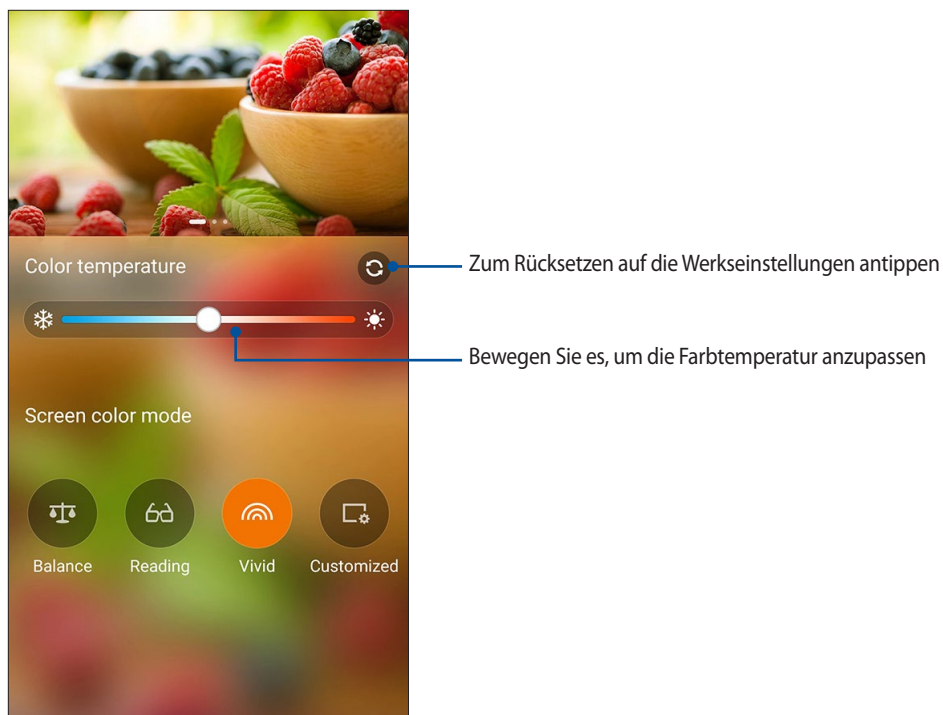 Color temperature
Zum Rücksetzen auf die Werkseinstellungen antippen
Bewegen Sie es, um die Farbtemperatur anzupassen
Screen color mode
Balance Reading Vivid Customized